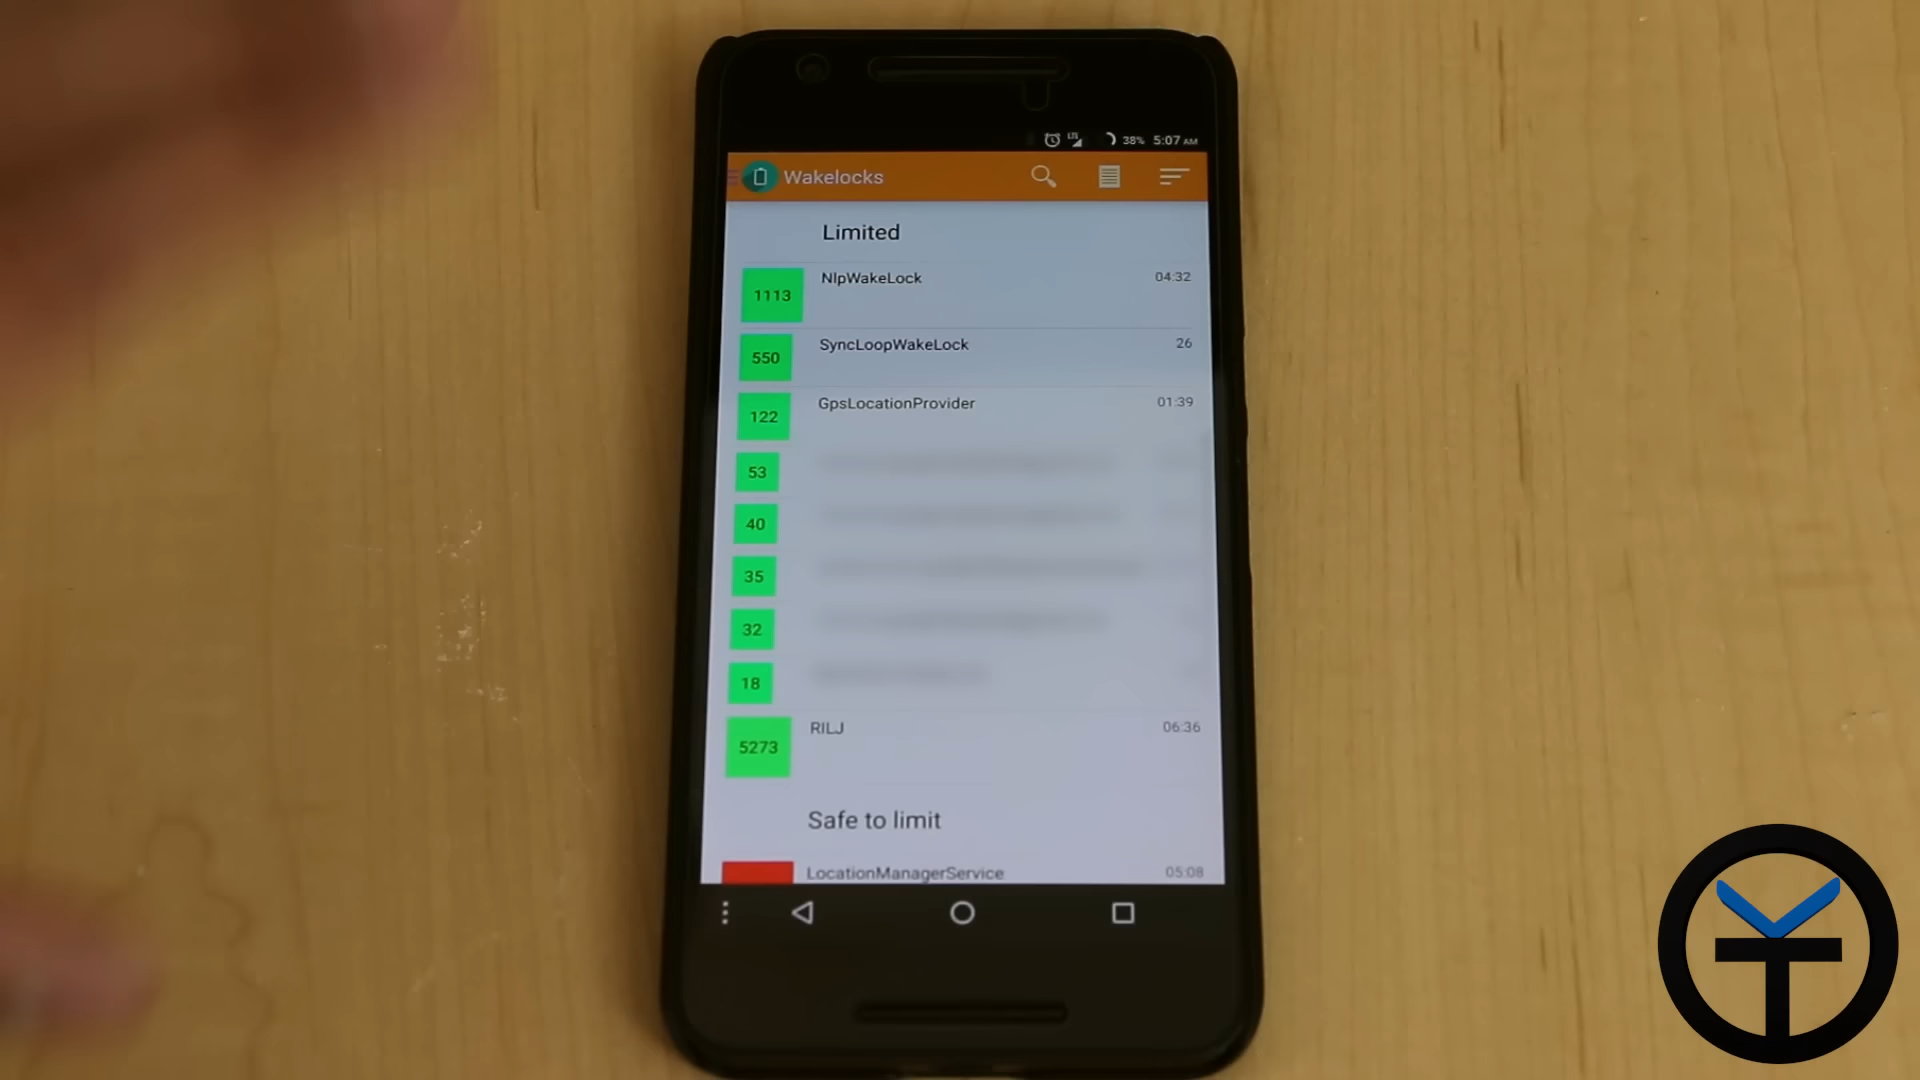 LTE 38% 5:07 AM
Wakelocks
Limited
1113 NlpWakeLock 04:32
550 SyncLoopWakeLock 26
122 GpsLocationProvider 01:39
53
40
35
32
18
RILJ 06:36
5273
Safe to limit
LocationManagerService 05:08